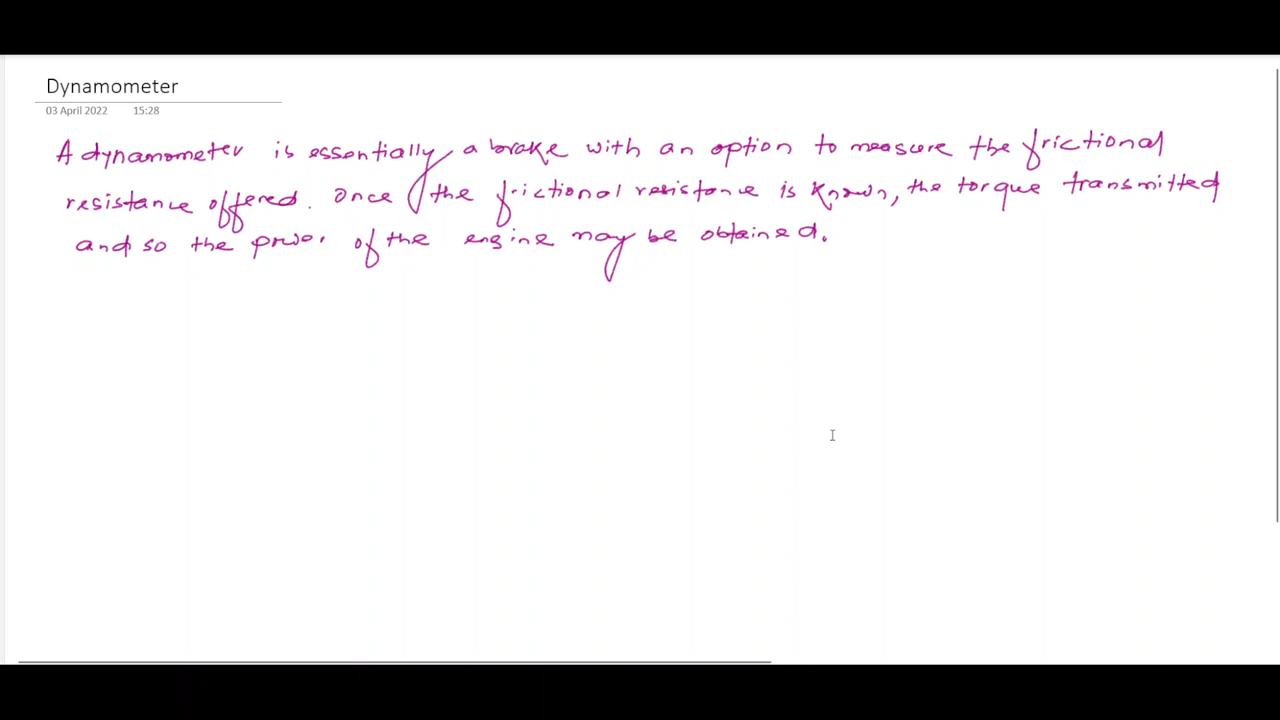 Dynamometer
03 April 2022 15:28
A dynamometer is essentially a brake with an option to measure the frictional
resistance offered. Once the frictional resistance is known, the torque transmitted
and so the power of the engine may be obtained.